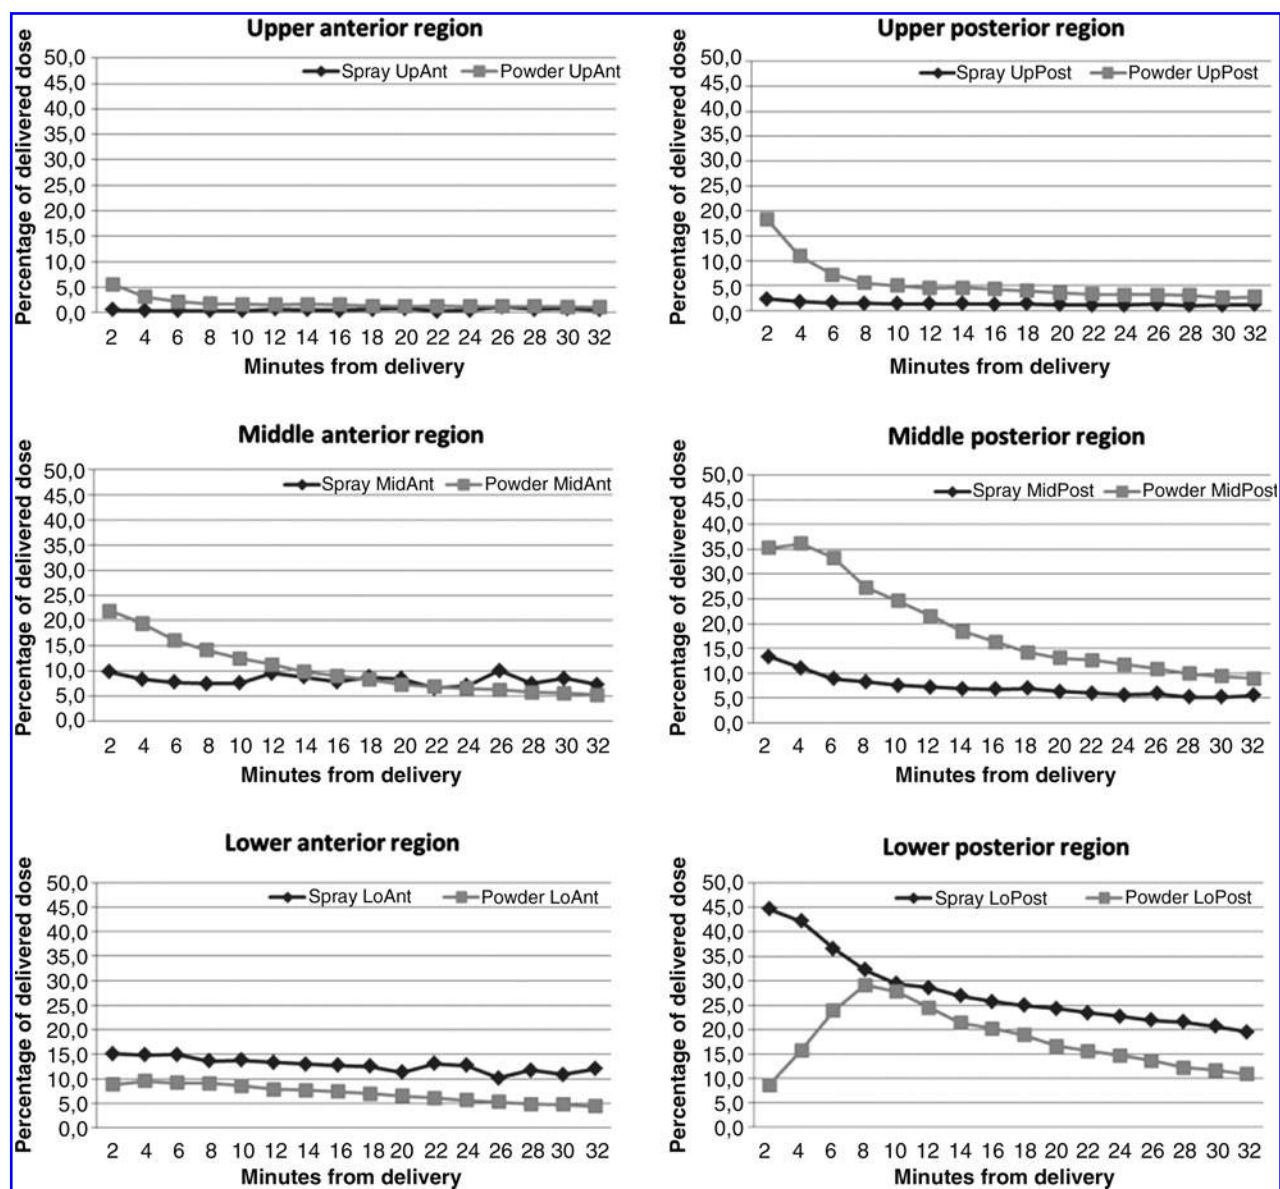 Upper anterior region
Percentage of delivered dose
Spray UpAnt Powder UpAnt
50,0
45,0
40,0
35,0
30,0
25,0
20,0
15,0
10,0
5,0
0,0
2 4 6 8 10 12 14 16 18 20 22 24 26 28 30 32
Minutes from delivery
Upper posterior region
Percentage of delivered dose
Spray UpPost Powder UpPost
50,0
45,0
40,0
35,0
30,0
25,0
20,0
15,0
10,0
5,0
0,0
2 4 6 8 10 12 14 16 18 20 22 24 26 28 30 32
Minutes from delivery
Middle anterior region
Percentage of delivered dose
Spray MidAnt Powder MidAnt
50,0
45,0
40,0
35,0
30,0
25,0
20,0
15,0
10,0
5,0
0,0
2 4 6 8 10 12 14 16 18 20 22 24 26 28 30 32
Minutes from delivery
Middle posterior region
Percentage of delivered dose
Spray MidPost Powder MidPost
50,0
45,0
40,0
35,0
30,0
25,0
20,0
15,0
10,0
5,0
0,0
2 4 6 8 10 12 14 16 18 20 22 24 26 28 30 32
Minutes from delivery
Lower anterior region
Percentage of delivered dose
Spray LoAnt Powder LoAnt
50,0
45,0
40,0
35,0
30,0
25,0
20,0
15,0
10,0
5,0
0,0
2 4 6 8 10 12 14 16 18 20 22 24 26 28 30 32
Minutes from delivery
Lower posterior region
Percentage of delivered dose
Spray LoPost Powder LoPost
50,0
45,0
40,0
35,0
30,0
25,0
20,0
15,0
10,0
5,0
0,0
2 4 6 8 10 12 14 16 18 20 22 24 26 28 30 32
Minutes from delivery